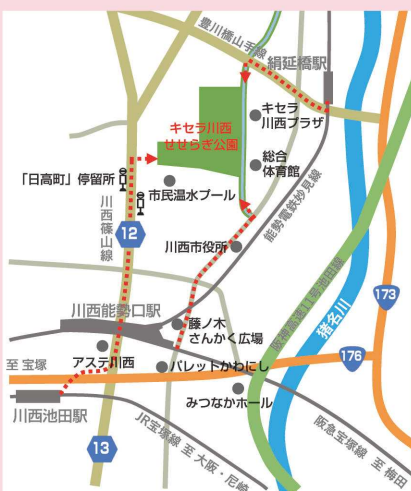 豊川橋山手線
絹延橋駅
キセラ
川西プラザ
キセラ川西
せせらぎ公園
総合
体育館
「日高町」停留所
市民温水プール
能勢電鉄妙見線
川西篠山線
12
川西市役所
阪神高速11号池田線
猪名川
173
川西能勢口駅
藤ノ木
さんかく広場
至 宝塚
アステ川西
パレットかわにし
176
みつなかホール
川西池田駅
13
JR宝塚線 至 大阪・尼崎
阪急宝塚線 至 梅田